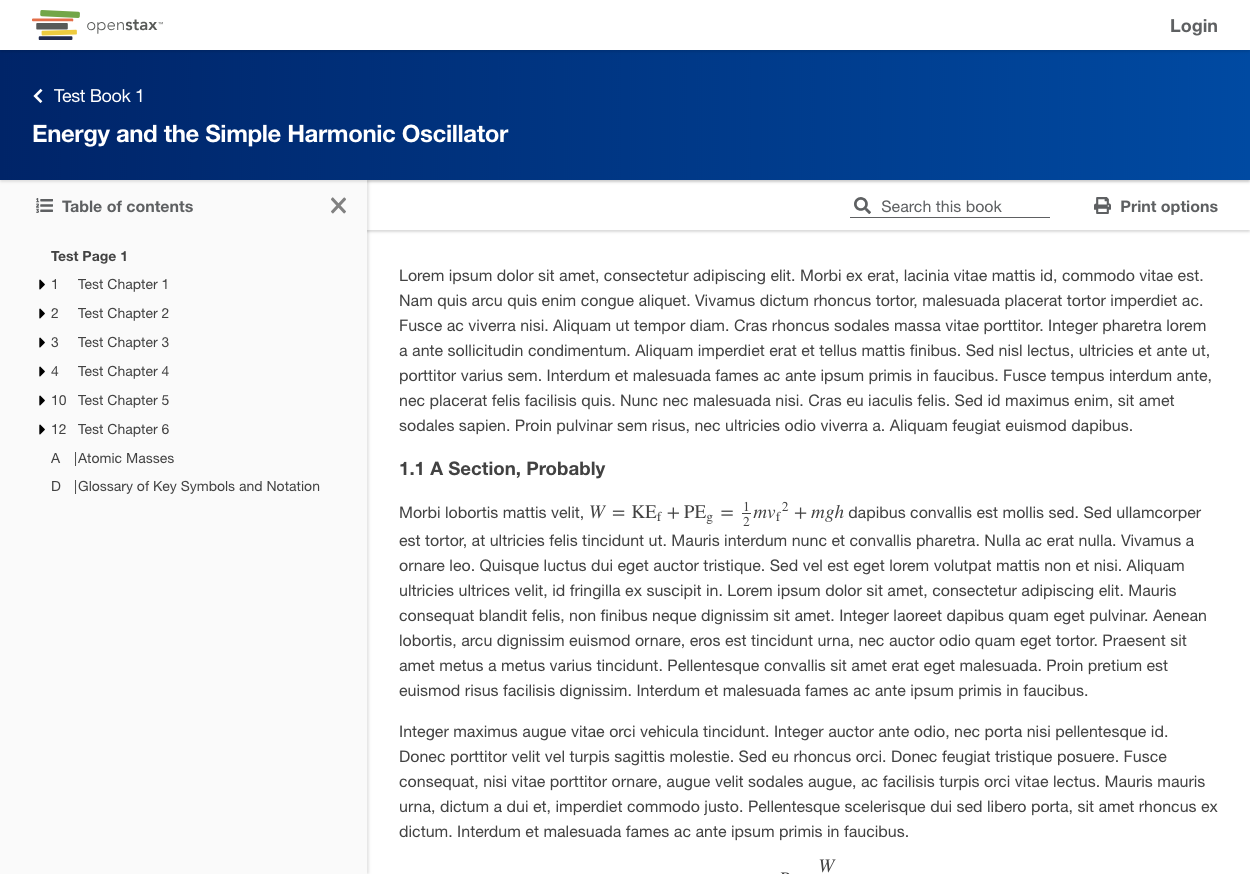 openstax™
Login
Test Book 1
Energy and the Simple Harmonic Oscillator
Table of contents
Search this book
Print options
Test Page 1
1 Test Chapter 1
2 Test Chapter 2
3 Test Chapter 3
4 Test Chapter 4
10 Test Chapter 5
12 Test Chapter 6
A |Atomic Masses
D |Glossary of Key Symbols and Notation
Lorem ipsum dolor sit amet, consectetur adipiscing elit. Morbi ex erat, lacinia vitae mattis id, commodo vitae est.
Nam quis arcu quis enim congue aliquet. Vivamus dictum rhoncus tortor, malesuada placerat tortor imperdiet ac.
Fusce ac viverra nisi. Aliquam ut tempor diam. Cras rhoncus sodales massa vitae porttitor. Integer pharetra lorem
a ante sollicitudin condimentum. Aliquam imperdiet erat et tellus mattis finibus. Sed nisl lectus, ultricies et ante ut,
porttitor varius sem. Interdum et malesuada fames ac ante ipsum primis in faucibus. Fusce tempus interdum ante,
nec placerat felis facilisis quis. Nunc nec malesuada nisi. Cras eu iaculis felis. Sed id maximus enim, sit amet
sodales sapien. Proin pulvinar sem risus, nec ultricies odio viverra a. Aliquam feugiat euismod dapibus.
1.1 A Section, Probably
Morbi lobortis mattis velit, W = KE_f + PE_g = 1/2 mv_f² + mgh dapibus convallis est mollis sed. Sed ullamcorper
est tortor, at ultricies felis tincidunt ut. Mauris interdum nunc et convallis pharetra. Nulla ac erat nulla. Vivamus a
ornare leo. Quisque luctus dui eget auctor tristique. Sed vel est eget lorem volutpat mattis non et nisi. Aliquam
ultricies ultrices velit, id fringilla ex suscipit in. Lorem ipsum dolor sit amet, consectetur adipiscing elit. Mauris
consequat blandit felis, non finibus neque dignissim sit amet. Integer laoreet dapibus quam eget pulvinar. Aenean
lobortis, arcu dignissim euismod ornare, eros est tincidunt urna, nec auctor odio quam eget tortor. Praesent sit
amet metus a metus varius tincidunt. Pellentesque convallis sit amet erat eget malesuada. Proin pretium est
euismod risus facilisis dignissim. Interdum et malesuada fames ac ante ipsum primis in faucibus.
Integer maximus augue vitae orci vehicula tincidunt. Integer auctor ante odio, nec porta nisi pellentesque id.
Donec porttitor velit vel turpis sagittis molestie. Sed eu rhoncus orci. Donec feugiat tristique posuere. Fusce
consequat, nisi vitae porttitor ornare, augue velit sodales augue, ac facilisis turpis orci vitae lectus. Mauris mauris
urna, dictum a dui et, imperdiet commodo justo. Pellentesque scelerisque dui sed libero porta, sit amet rhoncus ex
dictum. Interdum et malesuada fames ac ante ipsum primis in faucibus.
W